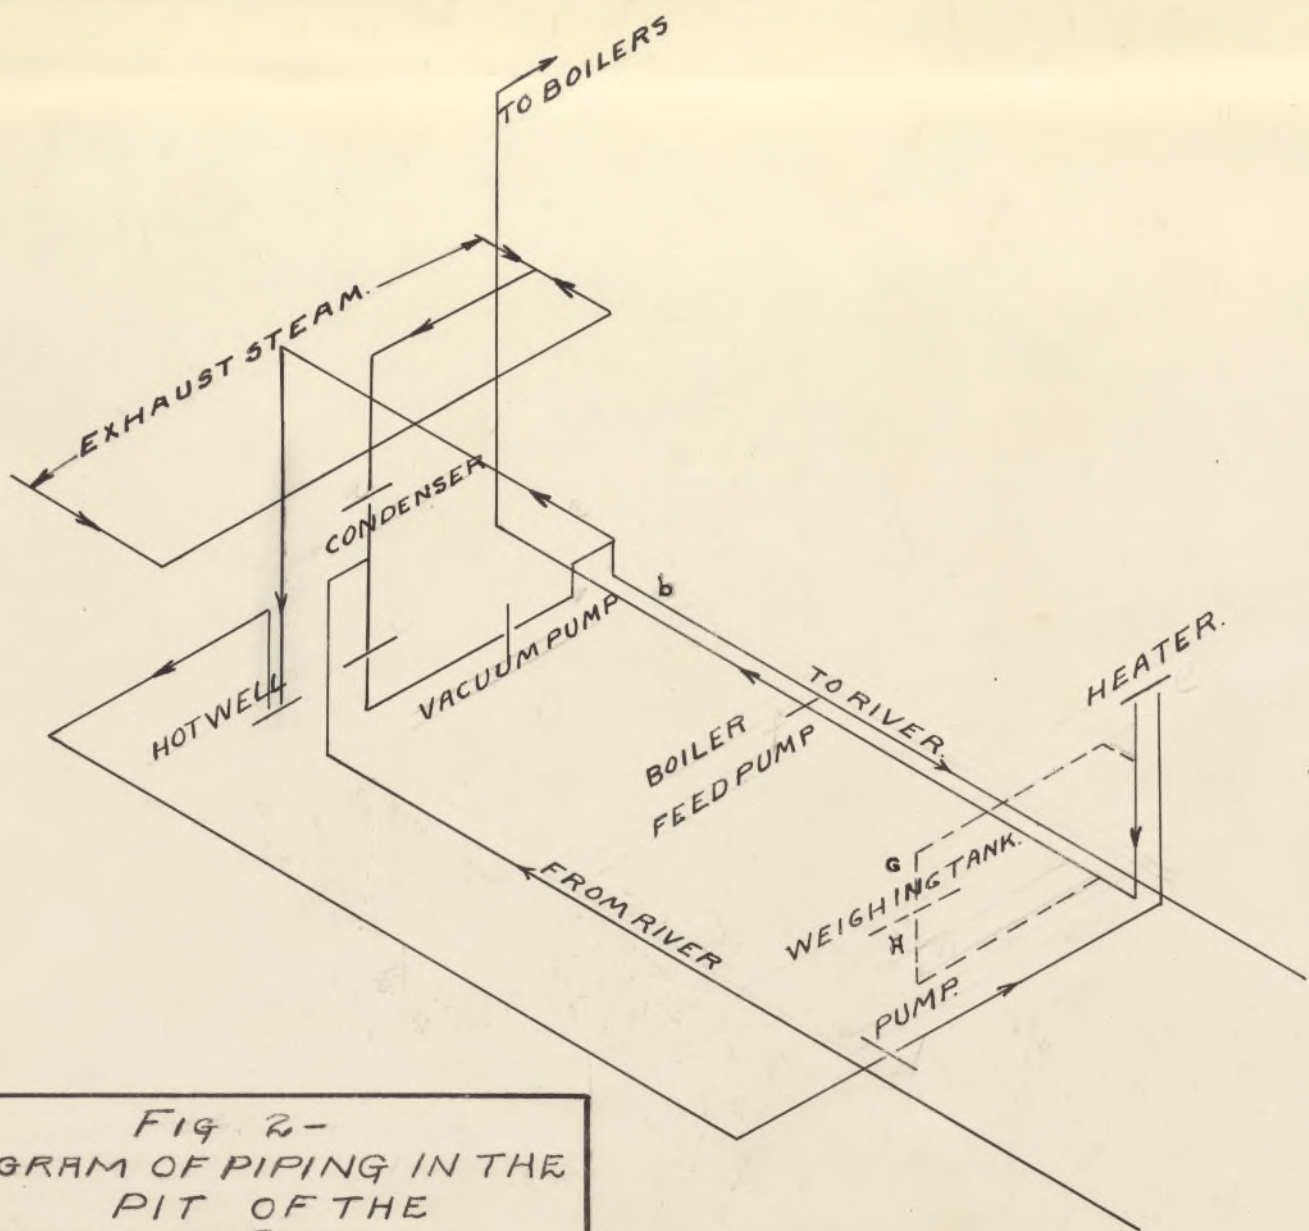 TO BOILERS
EXHAUST STEAM.
CONDENSER
b
VACUUM PUMP
HOTWELL
HEATER.
TO RIVER.
BOILER
FEED PUMP
G
WEIGHING TANK.
H
FROM RIVER
PUMP.
FIG 2-
GRAM OF PIPING IN THE
PIT OF THE